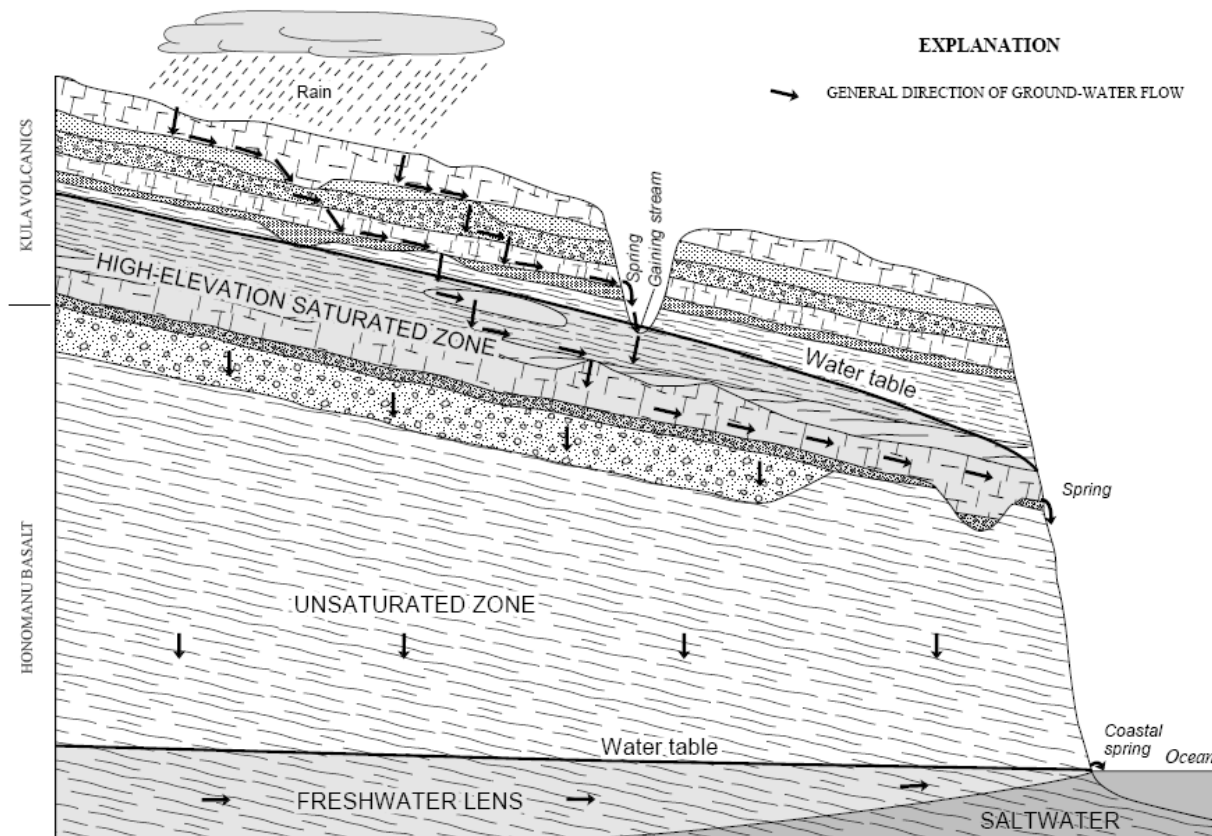 EXPLANATION
GENERAL DIRECTION OF GROUND-WATER FLOW
Rain
KULA VOLCANICS
Spring
Gaining stream
HIGH-ELEVATION SATURATED ZONE
Water table
Spring
HONOMANU BASALT
UNSATURATED ZONE
Water table
Coastal
spring
Ocean
FRESHWATER LENS
SALTWATER